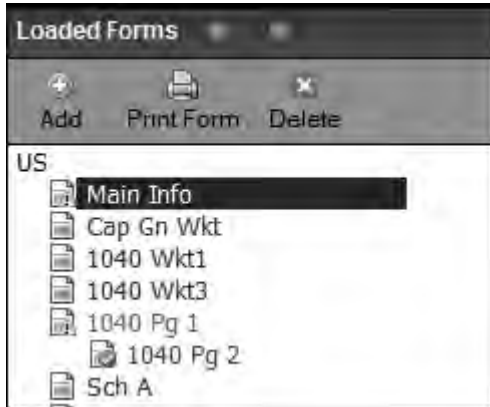 Loaded Forms
Add Print Form Delete
US
Main Info
Cap Gn Wkt
1040 Wkt1
1040 Wkt3
1040 Pg 1
1040 Pg 2
Sch A